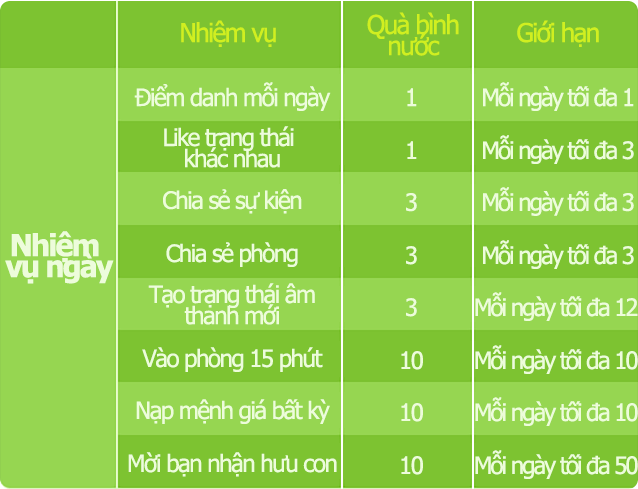 Nhiệm vụ
Quà bình
nước
Giới hạn
Nhiệm
vụ ngày
Điểm danh mỗi ngày
1
Mỗi ngày tối đa 1
Like trạng thái
khác nhau
1
Mỗi ngày tối đa 3
Chia sẻ sự kiện
3
Mỗi ngày tối đa 3
Chia sẻ phòng
3
Mỗi ngày tối đa 3
Tạo trạng thái âm
thanh mới
3
Mỗi ngày tối đa 12
Vào phòng 15 phút
10
Mỗi ngày tối đa 10
Nạp mệnh giá bất kỳ
10
Mỗi ngày tối đa 10
Mời bạn nhận hưu con
10
Mỗi ngày tối đa 50